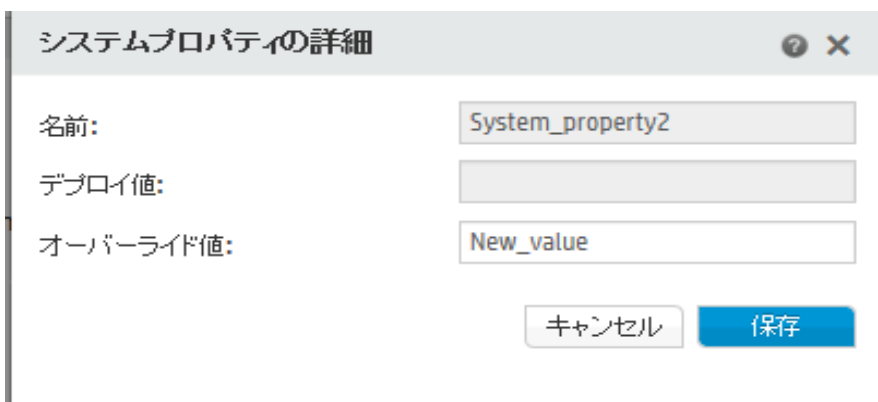 システムプロパティの詳細
名前: System_property2
デプロイ値:
オーバーライド値: New_value
キャンセル 保存